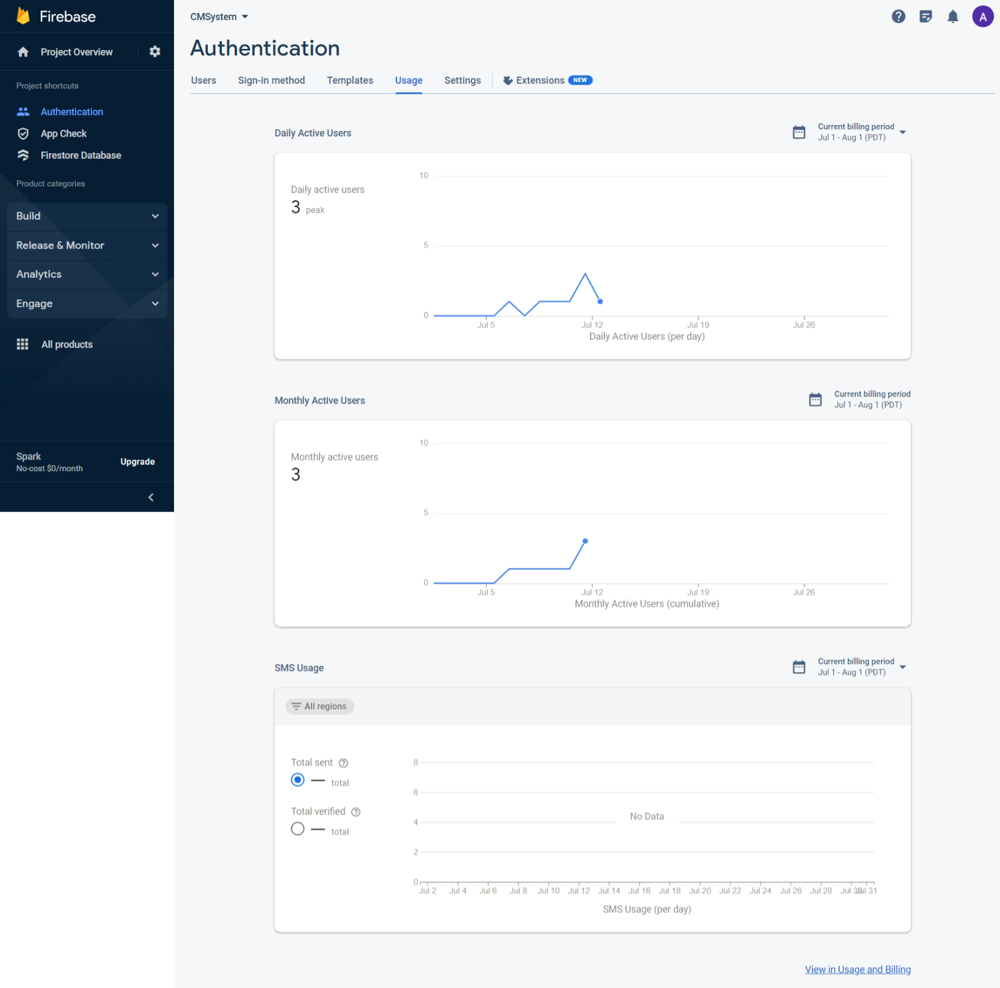 Firebase
Project Overview
Project shortcuts
Authentication
App Check
Firestore Database
Product categories
Build
Release & Monitor
Analytics
Engage
All products
Spark
No-cost $0/month
Upgrade
CMSystem
A
Authentication
Users Sign-in method Templates Usage Settings Extensions NEW
Daily Active Users
Current billing period
Jul 1 - Aug 1 (PDT)
Daily active users
3 peak
10
5
0
Jul 5 Jul 12 Jul 19 Jul 26
Daily Active Users (per day)
Monthly Active Users
Current billing period
Jul 1 - Aug 1 (PDT)
Monthly active users
3
10
5
0
Jul 5 Jul 12 Jul 19 Jul 26
Monthly Active Users (cumulative)
SMS Usage
Current billing period
Jul 1 - Aug 1 (PDT)
All regions
Total sent
— total
Total verified
— total
8
6
4
2
0
No Data
Jul 2 Jul 4 Jul 6 Jul 8 Jul 10 Jul 12 Jul 14 Jul 16 Jul 18 Jul 20 Jul 22 Jul 24 Jul 26 Jul 28 Jul 30 Jul 31
SMS Usage (per day)
View in Usage and Billing